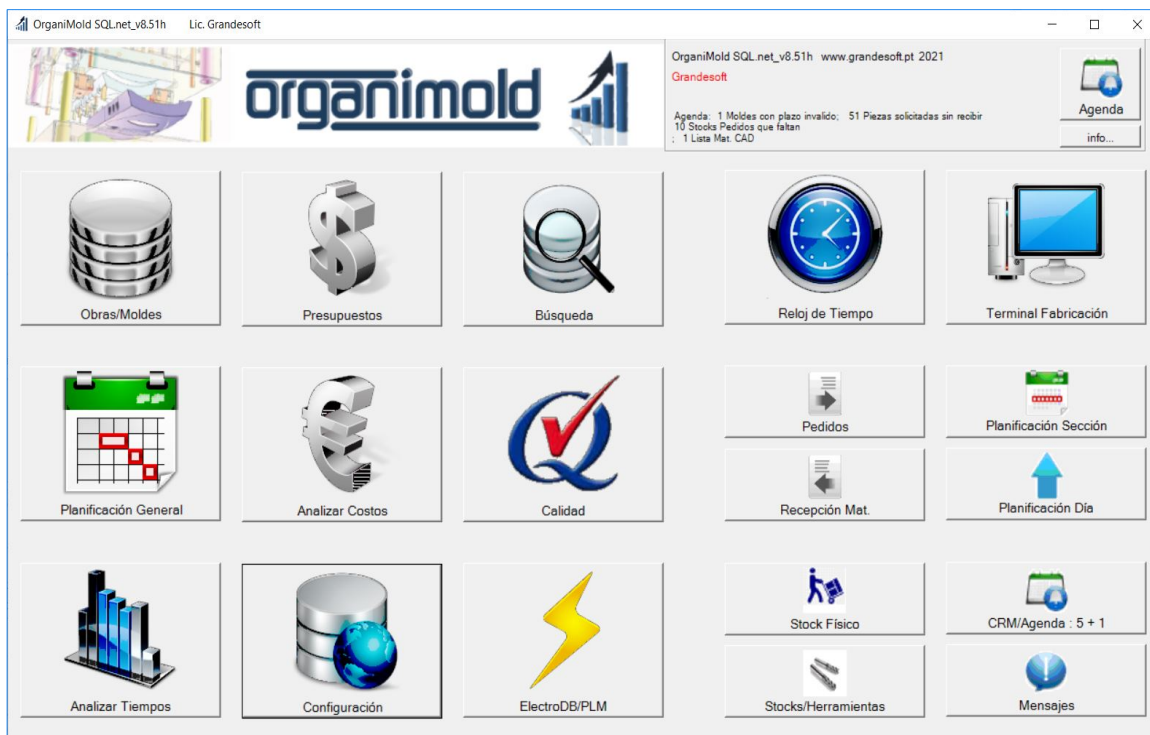 OrganiMold SQL.net_v8.51h Lic. Grandesoft
organimold
OrganiMold SQL.net_v8.51h www.grandesoft.pt 2021
Grandesoft
Agenda: 1 Moldes con plazo invalido; 51 Piezas solicitadas sin recibir
10 Stocks Pedidos que faltan
; 1 Lista Mat. CAD
Agenda
info...
Obras/Moldes
Presupuestos
Búsqueda
Reloj de Tiempo
Terminal Fabricación
Planificación General
Analizar Costos
Calidad
Pedidos
Planificación Sección
Recepción Mat.
Planificación Día
Analizar Tiempos
Configuración
ElectroDB/PLM
Stock Físico
CRM/Agenda : 5 + 1
Stocks/Herramientas
Mensajes